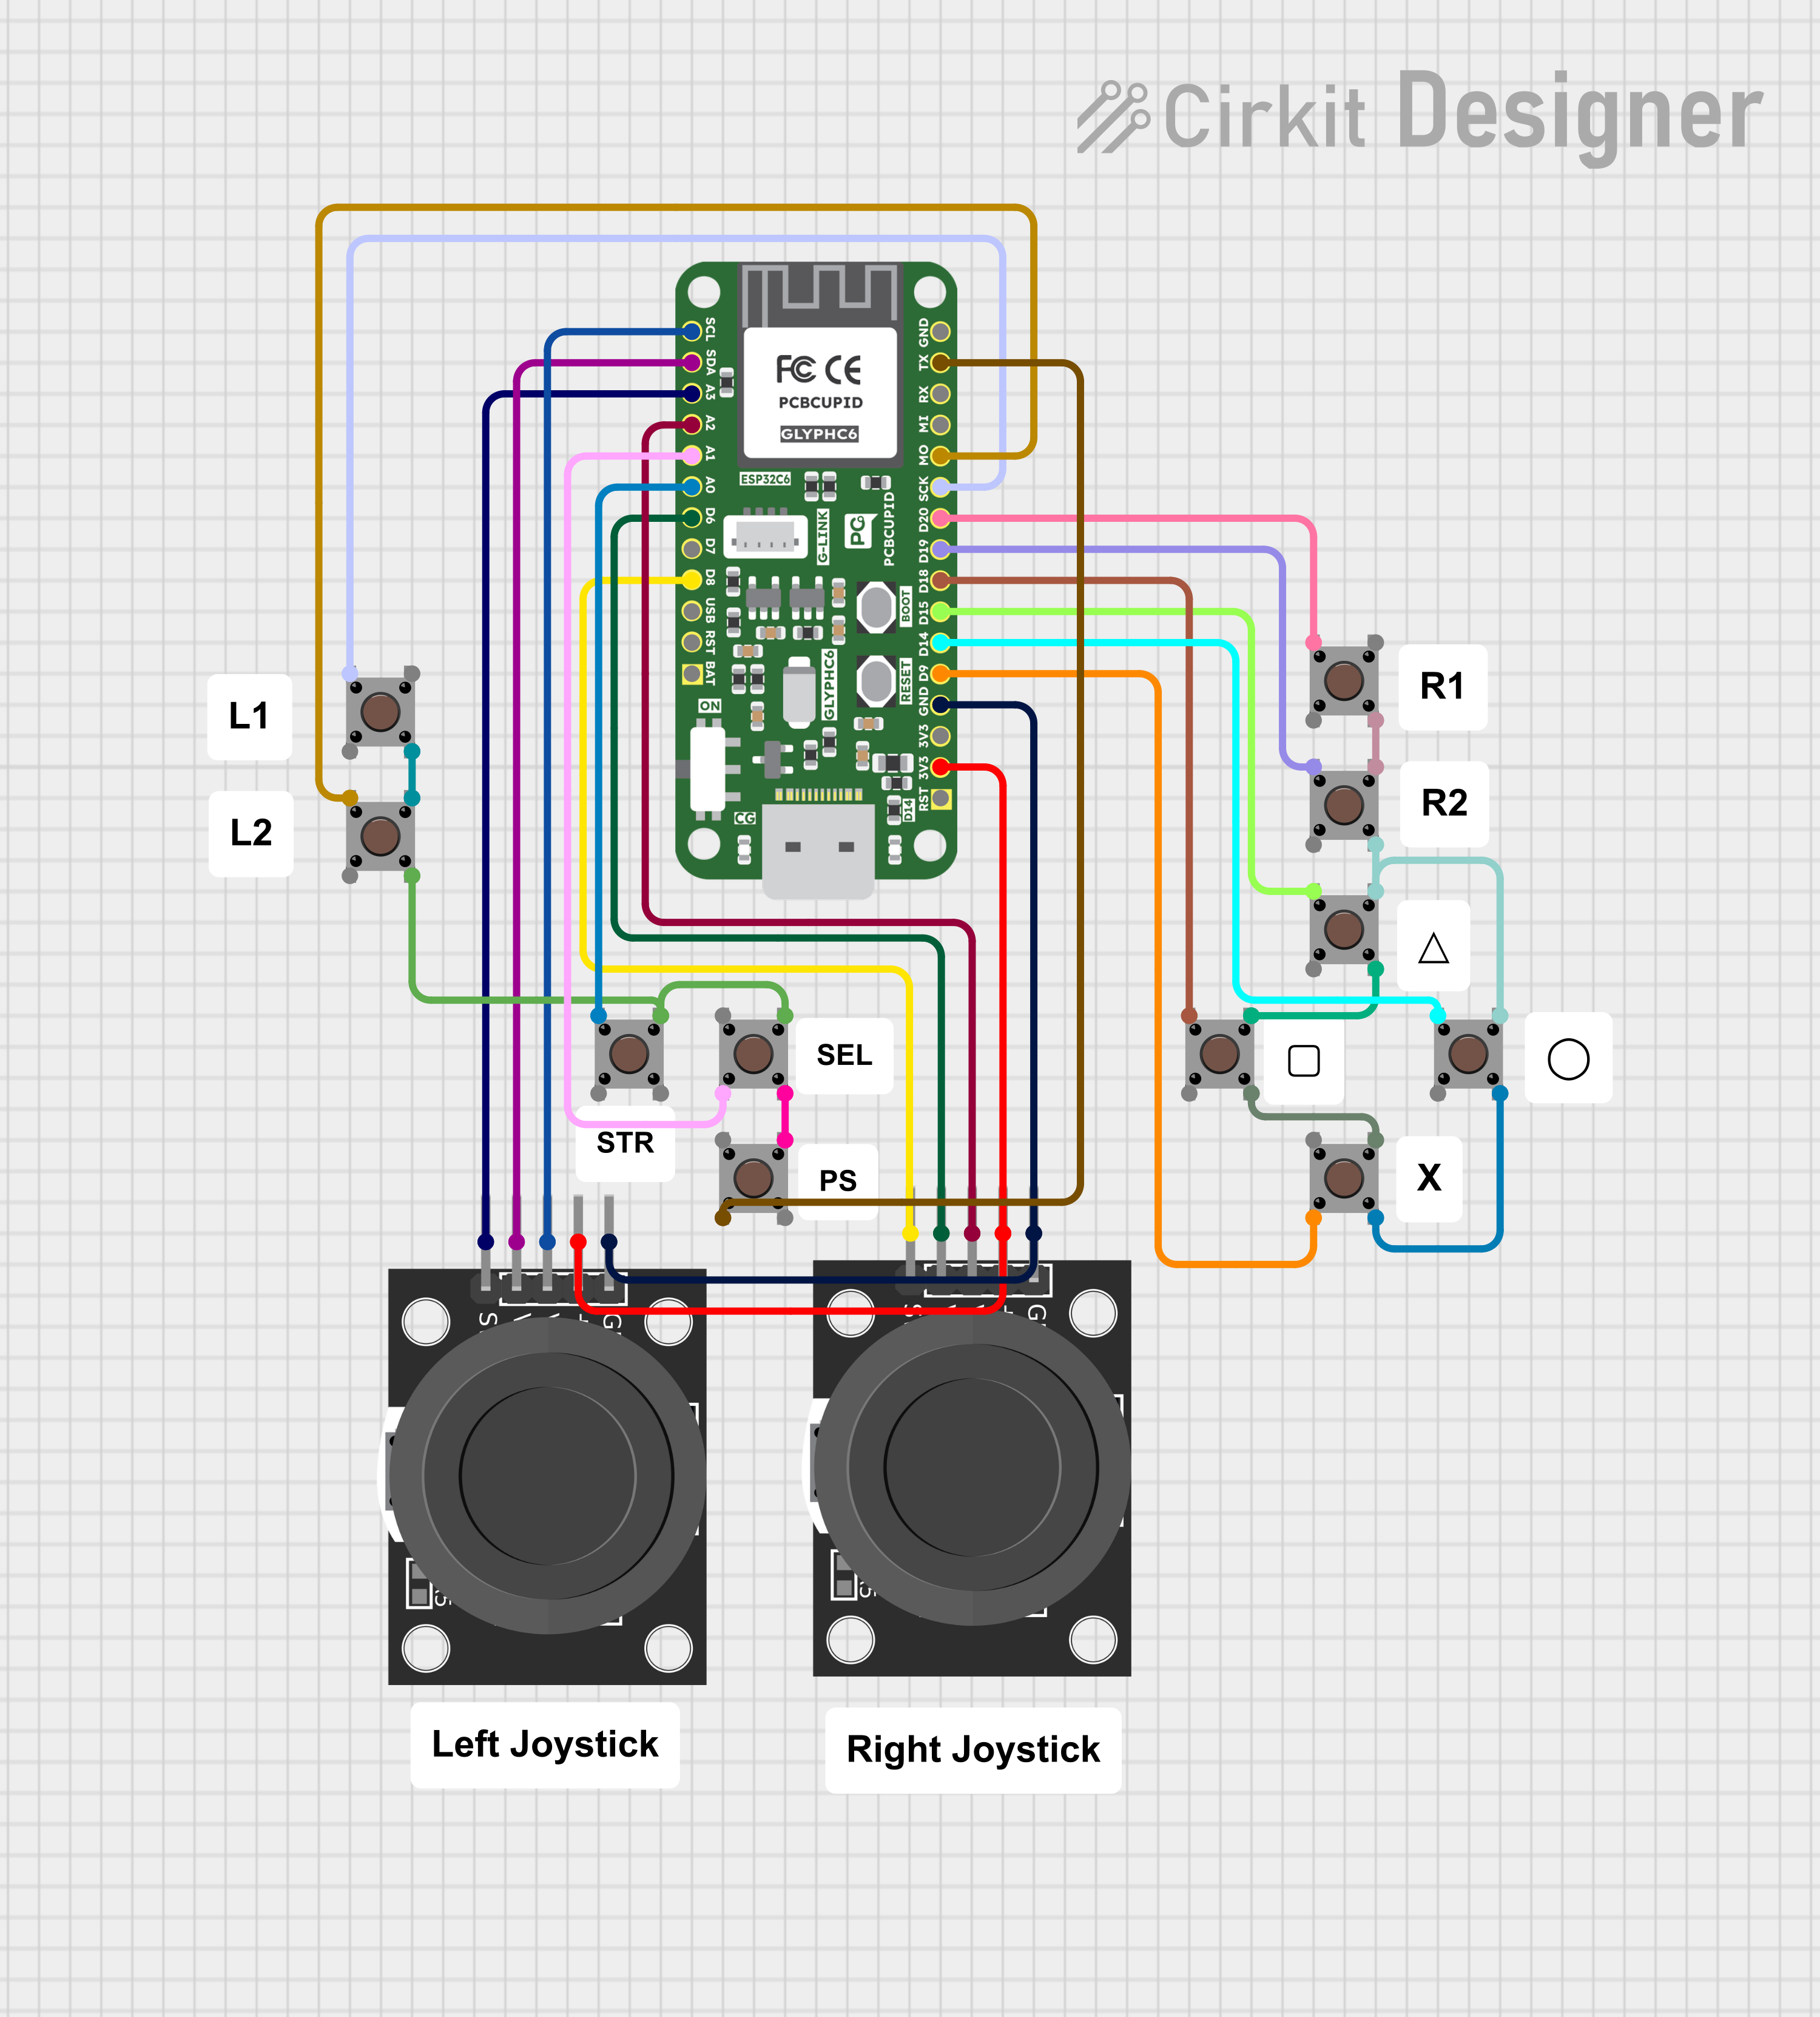 Cirkit Designer
SCL
SDA
A3
A2
A1
A0
D6
D7
D8
USB
RST
BAT
GND
TX
RX
MI
MO
SCK
D20
D19
D18
D15
D14
D9
GND
3V3
3V3
RST
FCC CE
PCBCUPID
GLYPHC6
ESP32C6
G-LINK
PC6
PCBCUPID
BOOT
RESET
GLYPHC6
ON
CG
D14
L1
L2
R1
R2
△
□
○
X
SEL
STR
PS
Left Joystick
Right Joystick